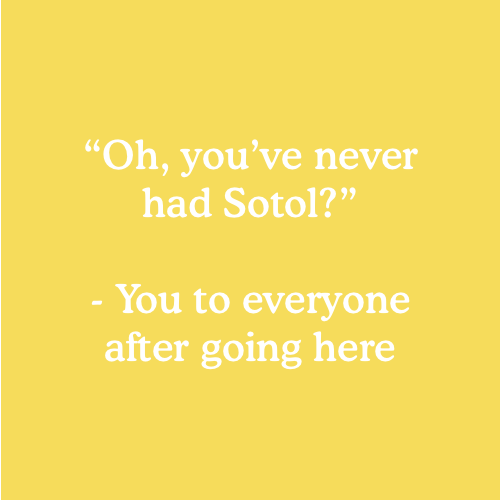 “Oh, you’ve never
had Sotol?”
- You to everyone
after going here